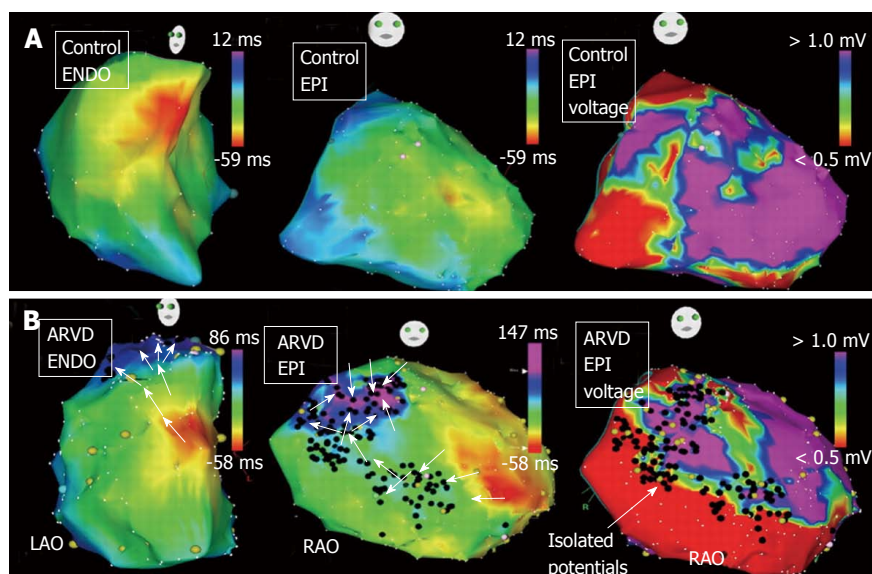 A
Control
ENDO
12 ms
-59 ms
Control
EPI
12 ms
-59 ms
Control
EPI
voltage
> 1.0 mV
< 0.5 mV
B
ARVD
ENDO
86 ms
-58 ms
LAO
ARVD
EPI
147 ms
-58 ms
RAO
ARVD
EPI
voltage
> 1.0 mV
< 0.5 mV
R
Isolated
potentials
RAO